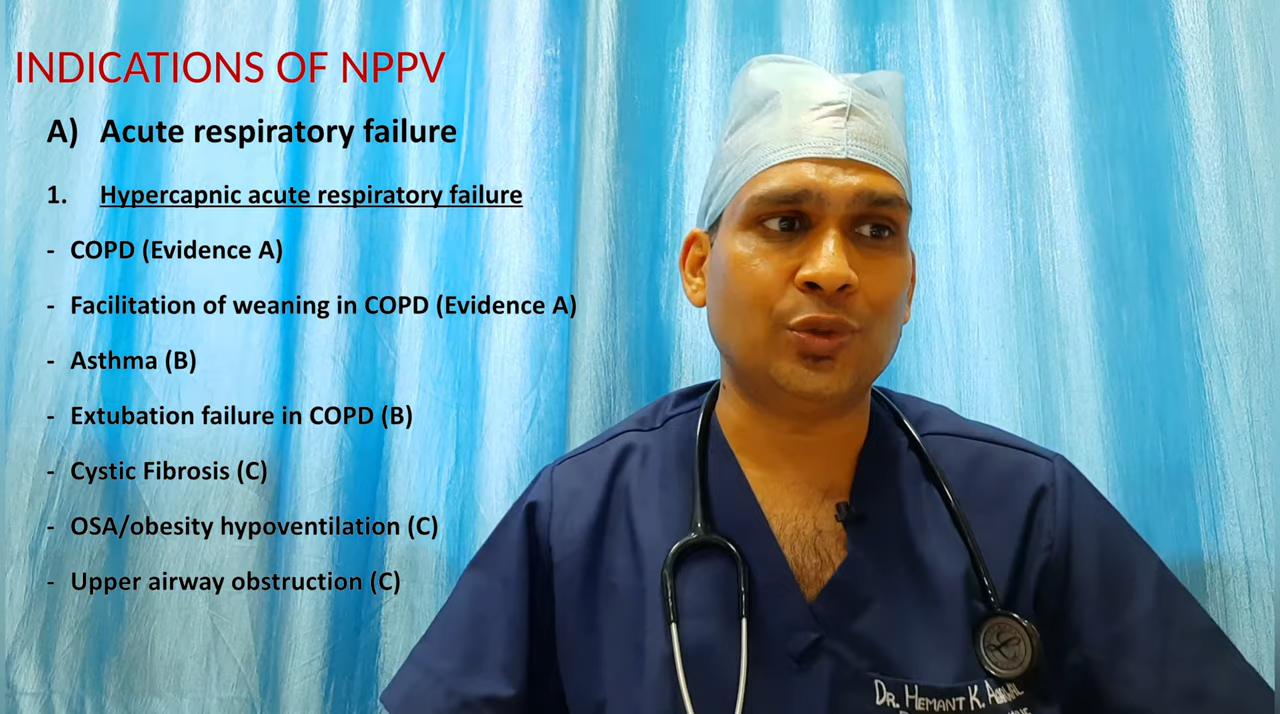 INDICATIONS OF NPPV
A) Acute respiratory failure
1. Hypercapnic acute respiratory failure
- COPD (Evidence A)
- Facilitation of weaning in COPD (Evidence A)
- Asthma (B)
- Extubation failure in COPD (B)
- Cystic Fibrosis (C)
- OSA/obesity hypoventilation (C)
- Upper airway obstruction (C)
DR. HEMANT K.